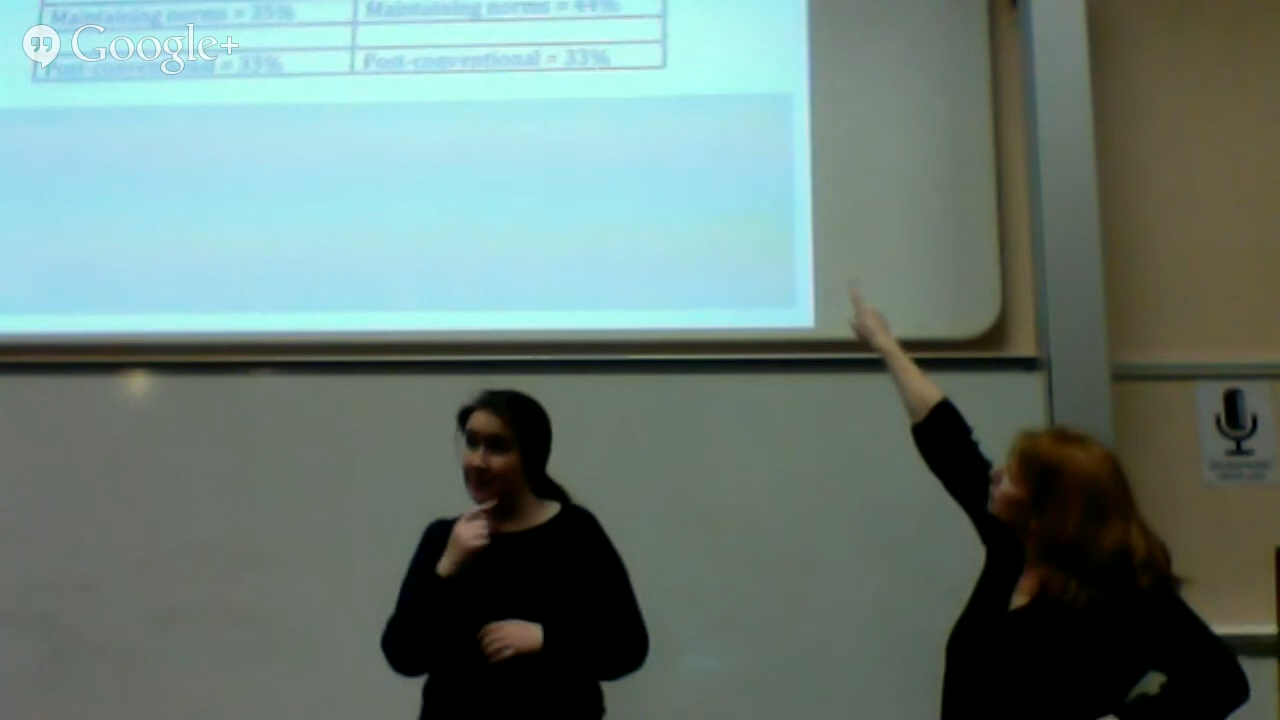 Maintaining norms = 35% Maintaining norms = 44%
Google+
Post-conventional = 33% Post-conventional = 33%